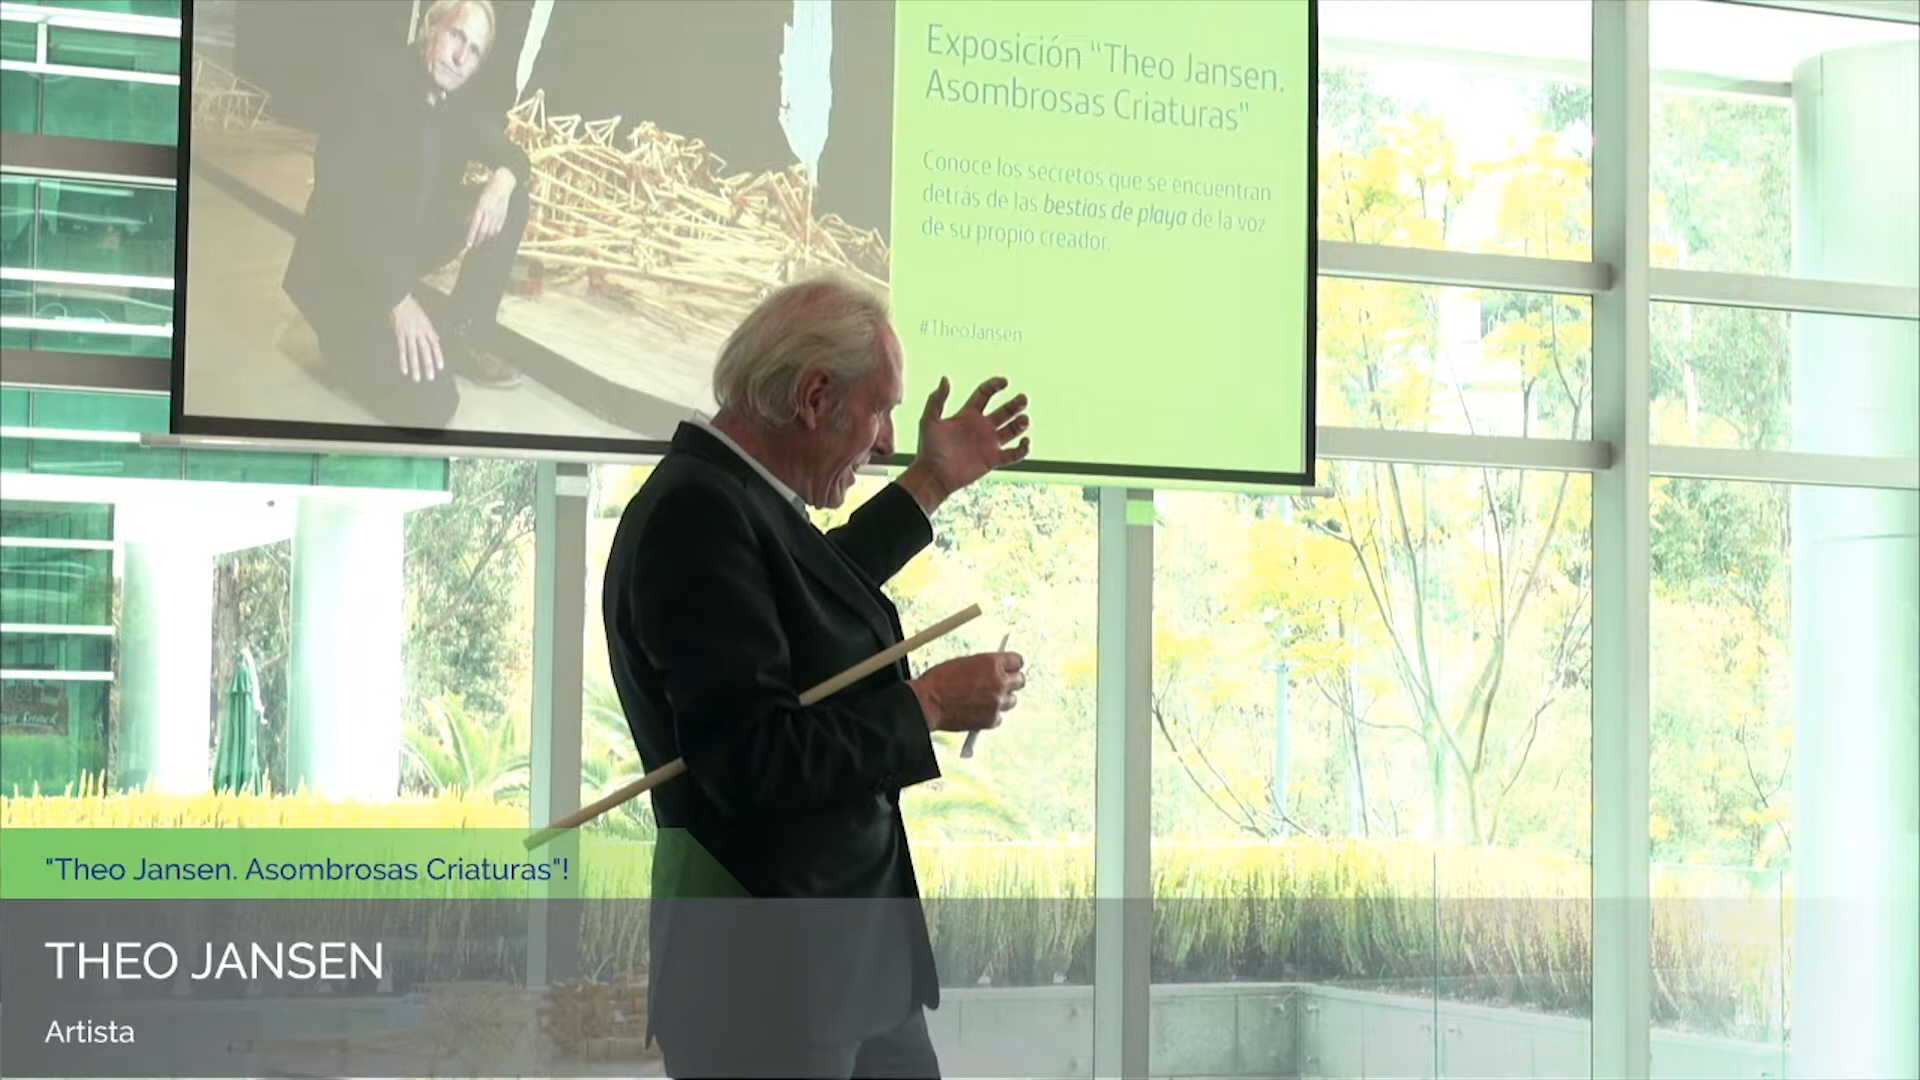 Exposición "Theo Jansen.
Asombrosas Criaturas"
Conoce los secretos que se encuentran
detrás de las bestias de playa de la voz
de su propio creador.
#TheoJansen
"Theo Jansen. Asombrosas Criaturas"!
THEO JANSEN
Artista